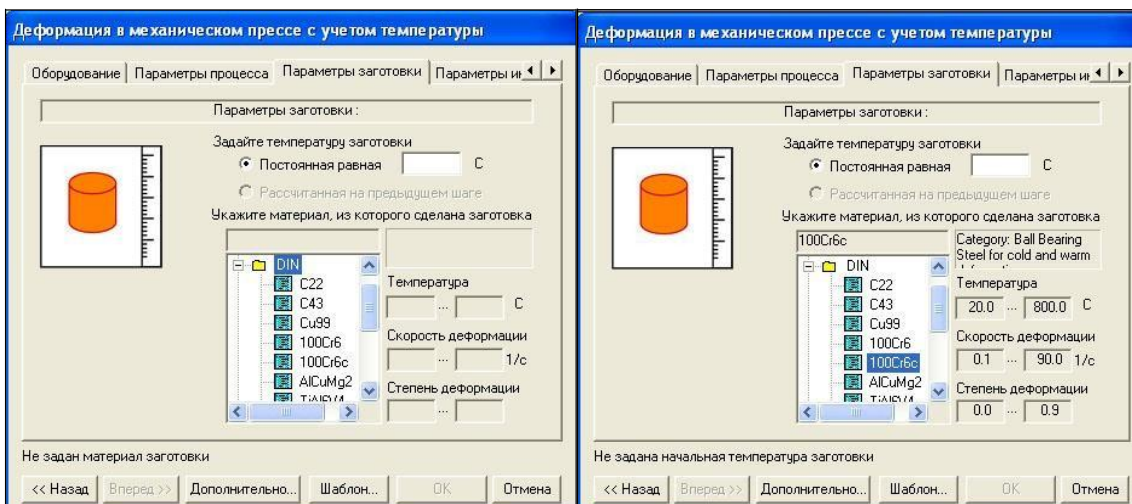 Деформация в механическом прессе с учетом температуры
Оборудование Параметры процесса Параметры заготовки
Параметры заготовки :
Задайте температуру заготовки
Постоянная равная С
Рассчитанная на предыдущем шаге
Укажите материал, из которого сделана заготовка
DIN
C22
C43
Cu99
100Cr6
100Cr6c
AlCuMg2
Температура
... С
Скорость деформации
... 1/с
Степень деформации
...
Не задан материал заготовки
<< Назад Вперед >> Дополнительно... Шаблон... ОК Отмена
Деформация в механическом прессе с учетом температуры
Оборудование Параметры процесса Параметры заготовки
Параметры заготовки :
Задайте температуру заготовки
Постоянная равная С
Рассчитанная на предыдущем шаге
Укажите материал, из которого сделана заготовка
100Cr6c
Category: Ball Bearing
Steel for cold and warm
DIN
C22
C43
Cu99
100Cr6
100Cr6c
AlCuMg2
Температура
20.0 ... 800.0 С
Скорость деформации
0.1 ... 90.0 1/с
Степень деформации
0.0 ... 0.9
Не задана начальная температура заготовки
<< Назад Вперед >> Дополнительно... Шаблон... ОК Отмена